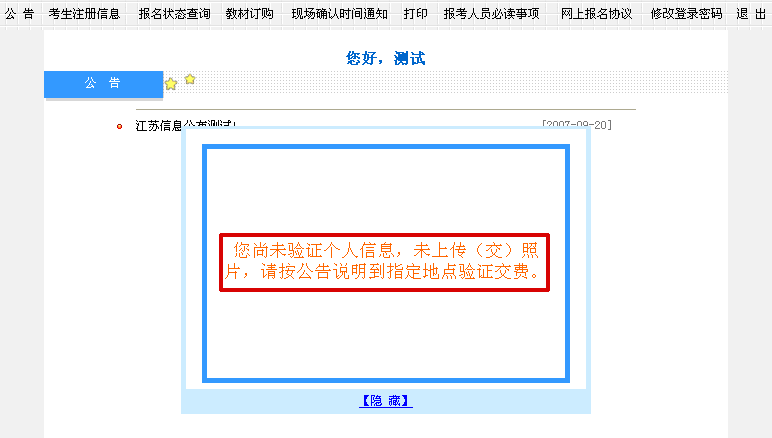 公 告 考生注册信息 报名状态查询 教材订购 现场确认时间通知 打印 报考人员必读事项 网上报名协议 修改登录密码 退 出
您好，测试
公 告
江苏信息公布测试! [2007-09-20]
您尚未验证个人信息，未上传（交）照
片，请按公告说明到指定地点验证交费。
【隐 藏】